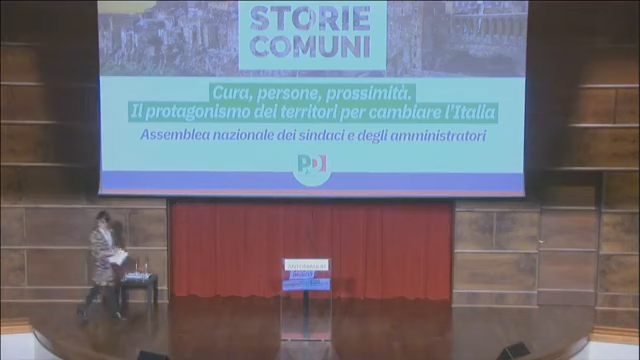 STORIE
COMUNI
Cura, persone, prossimità.
Il protagonismo dei territori per cambiare l'Italia
Assemblea nazionale dei sindaci e degli amministratori
PD